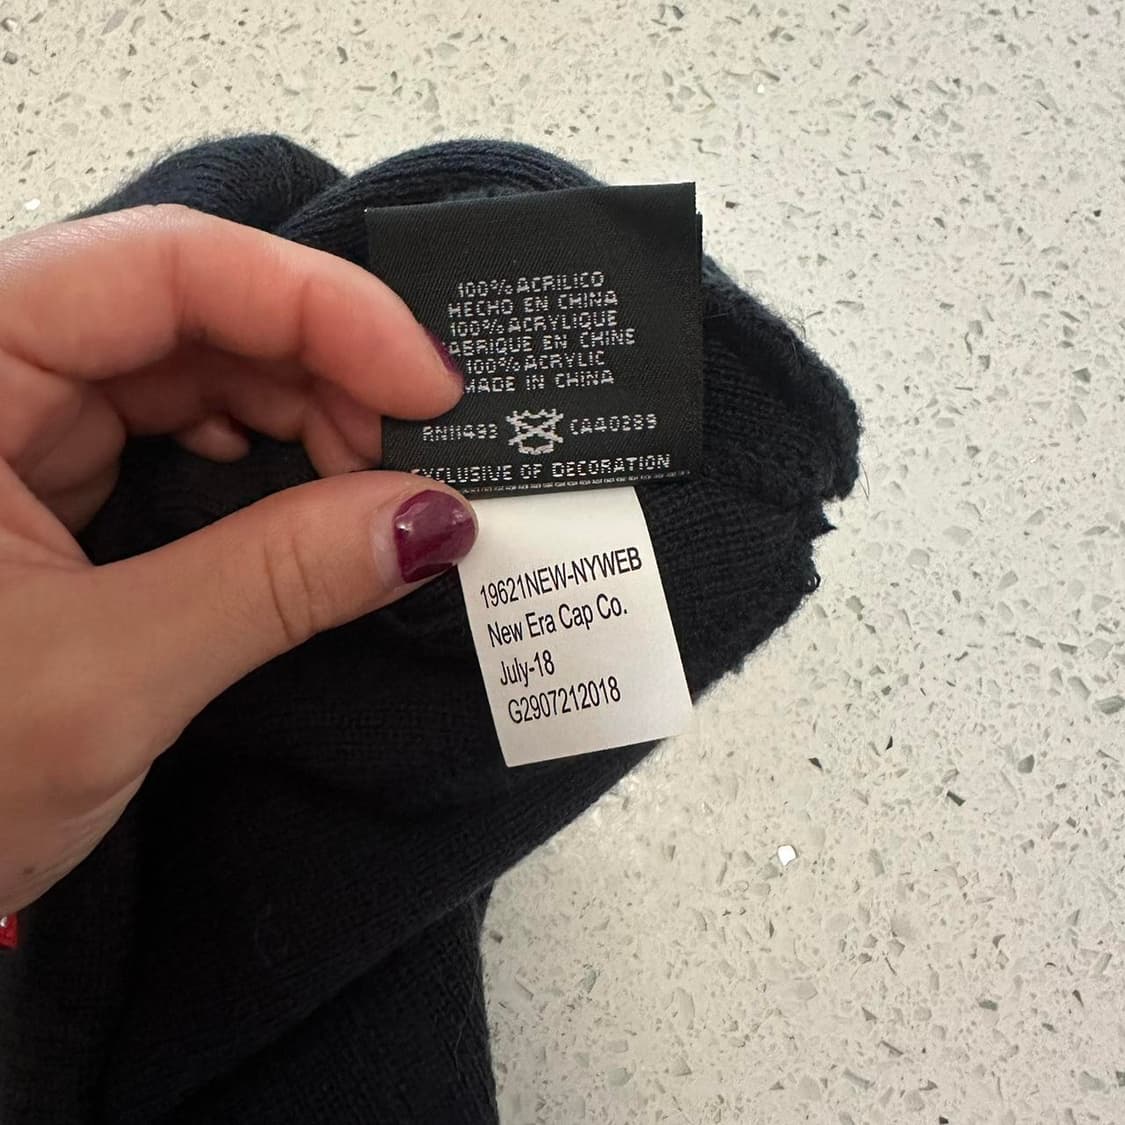 100% ACRILICO
HECHO EN CHINA
100% ACRYLIQUE
ABRIQUE EN CHINE
100% ACRYLIC
MADE IN CHINA
RN11493 CA40289
EXCLUSIVE OF DECORATION
19621NEW-NYWEB
New Era Cap Co.
July-18
G2907212018